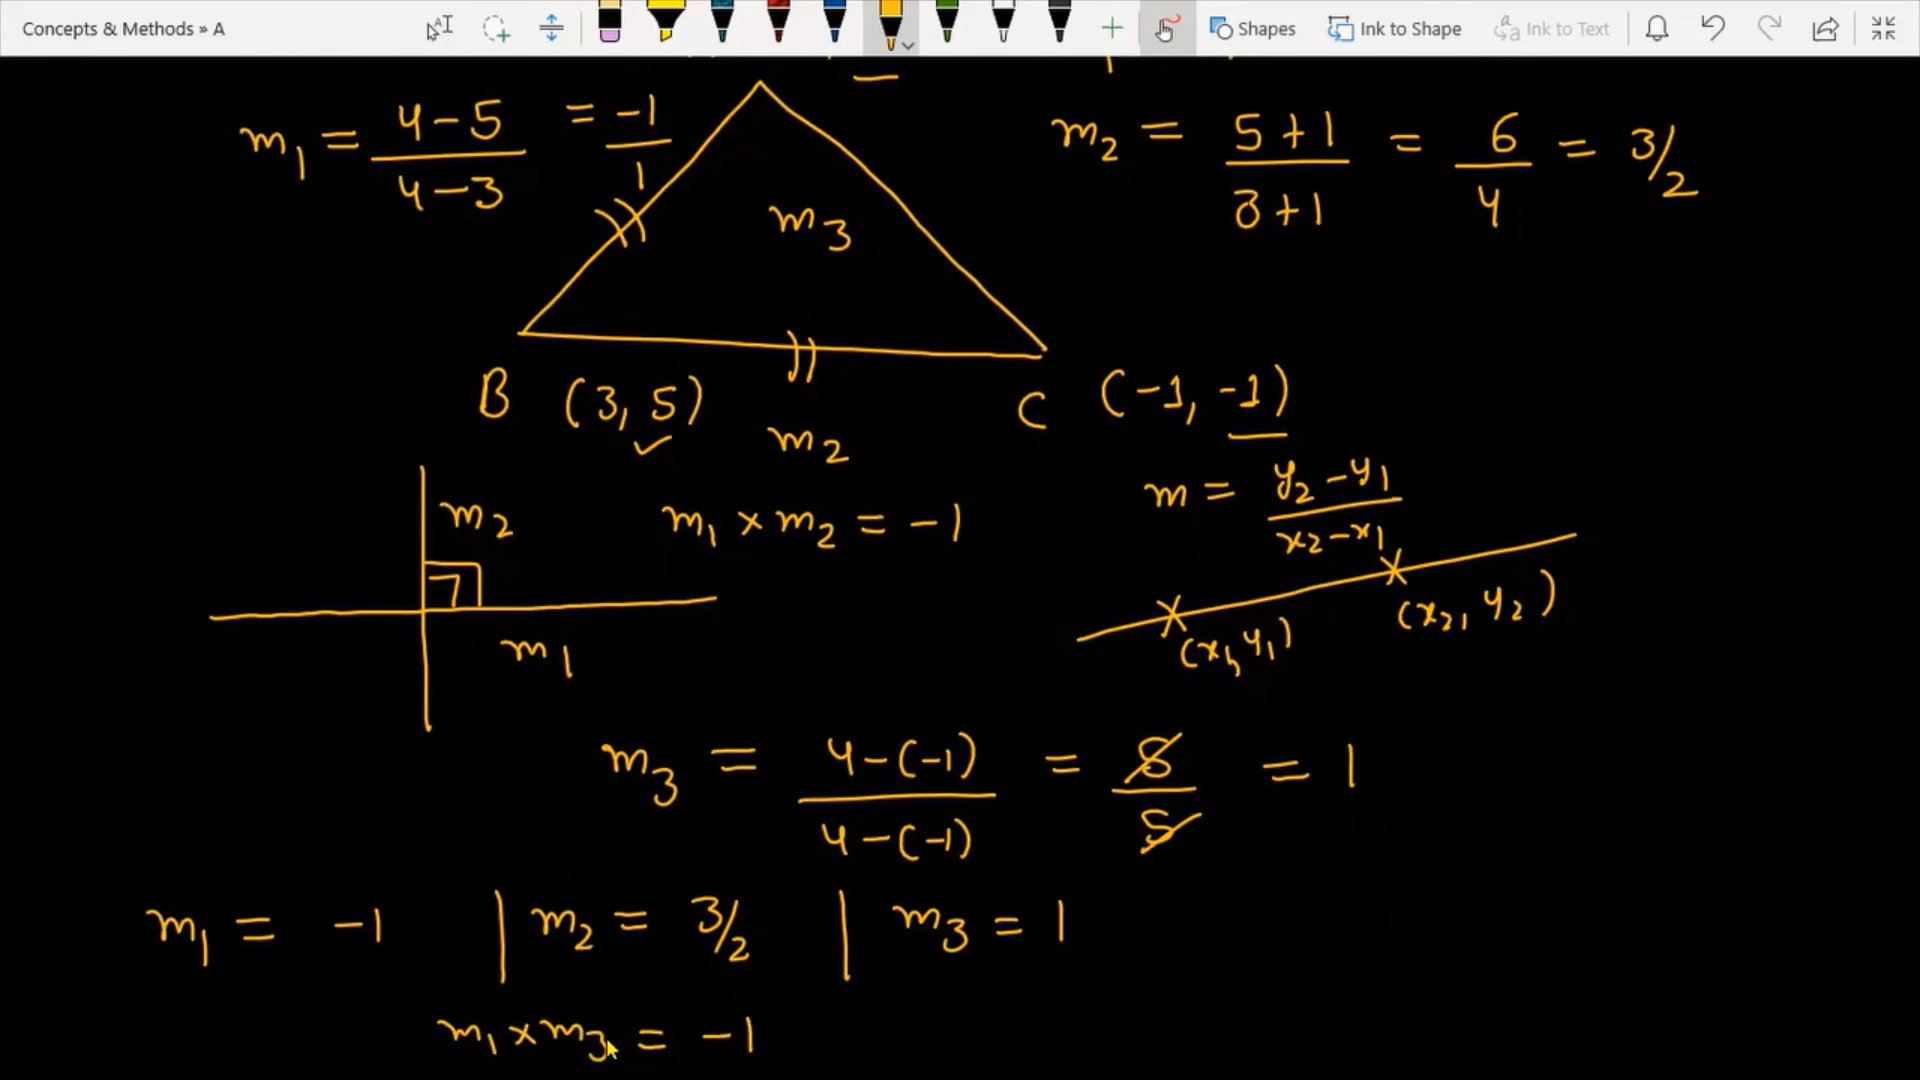 Concepts & Methods » A
Shapes
Ink to Shape
Ink to Text
m₁ = 4-5 / 4-3 = -1 / 1
m₂ = 5+1 / 3+1 = 6 / 4 = 3/2
m₃
B (3, 5)
C (-1, -1)
m₂
m₂
m₁ × m₂ = -1
m = y₂-y₁ / x₂-x₁
m₁
(x₁, y₁)
(x₂, y₂)
m₃ = 4-(-1) / 4-(-1) = 5 / 5 = 1
m₁ = -1 | m₂ = 3/2 | m₃ = 1
m₁ × m₃ = -1